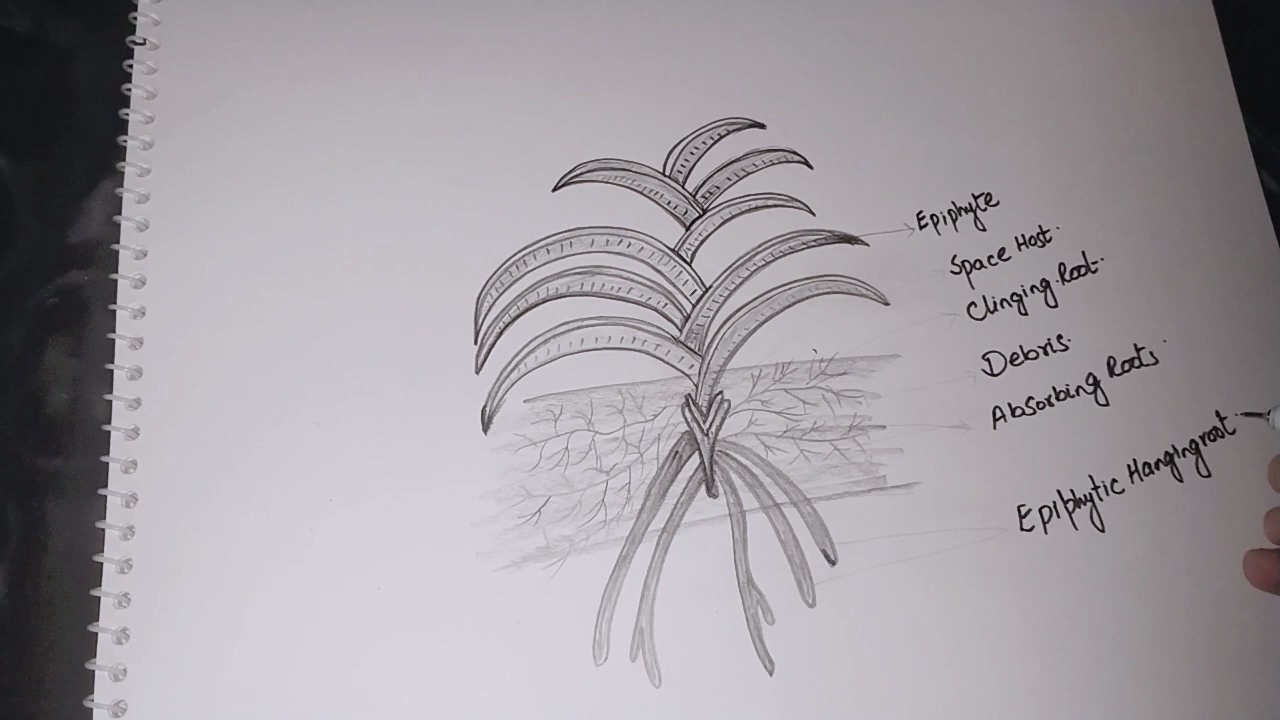 Epiphyte
Space Host.
Clinging.Root.
Debris.
Absorbing Roots.
Epiphytic Hangingroot.